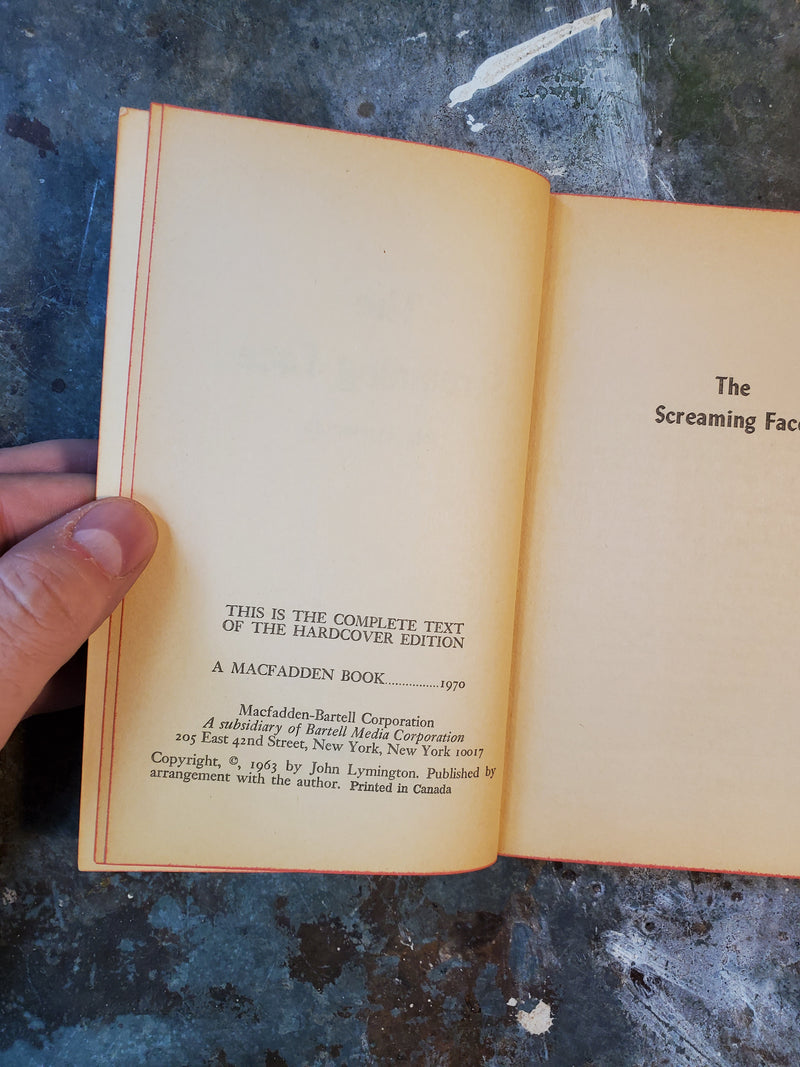 THIS IS THE COMPLETE TEXT
OF THE HARDCOVER EDITION
A MACFADDEN BOOK................1970
Macfadden-Bartell Corporation
A subsidiary of Bartell Media Corporation
205 East 42nd Street, New York, New York 10017
Copyright, ©, 1963 by John Lymington. Published by
arrangement with the author. Printed in Canada
The
Screaming Face